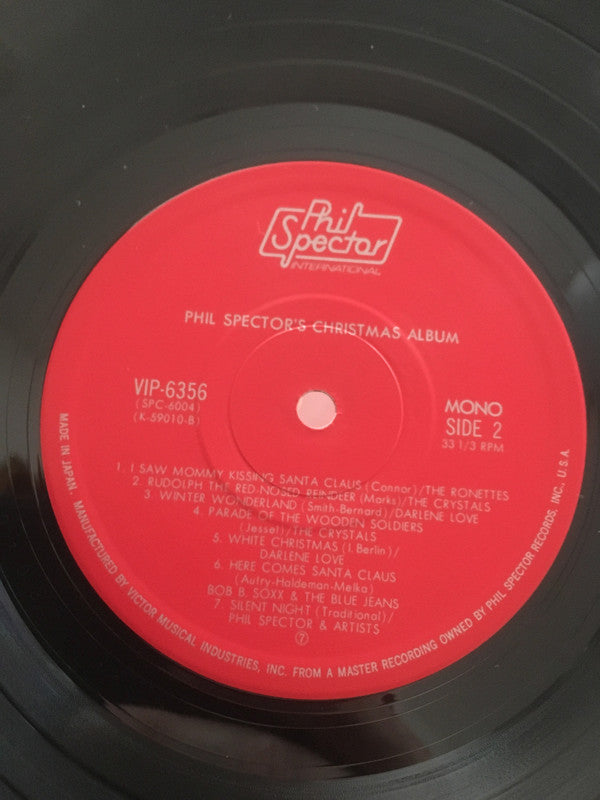 Phil
Spector
INTERNATIONAL
PHIL SPECTOR'S CHRISTMAS ALBUM
VIP-6356
(SPC-6004)
(K-59010-B)
MONO
SIDE 2
33 1/3 RPM
1. I SAW MOMMY KISSING SANTA CLAUS (Connor)/THE RONETTES
2. RUDOLPH THE RED-NOSED REINDEER (Marks)/THE CRYSTALS
3. WINTER WONDERLAND (Smith-Bernard)/DARLENE LOVE
4. PARADE OF THE WOODEN SOLDIERS
(Jessel)/THE CRYSTALS
5. WHITE CHRISTMAS (I. Berlin)/
DARLENE LOVE
6. HERE COMES SANTA CLAUS
(Autry-Haldeman-Melka)/
BOB B. SOXX & THE BLUE JEANS
7. SILENT NIGHT (Traditional)/
PHIL SPECTOR & ARTISTS
7
MADE IN JAPAN. MANUFACTURED BY VICTOR MUSICAL INDUSTRIES, INC. FROM A MASTER RECORDING OWNED BY PHIL SPECTOR RECORDS, INC., U.S.A.